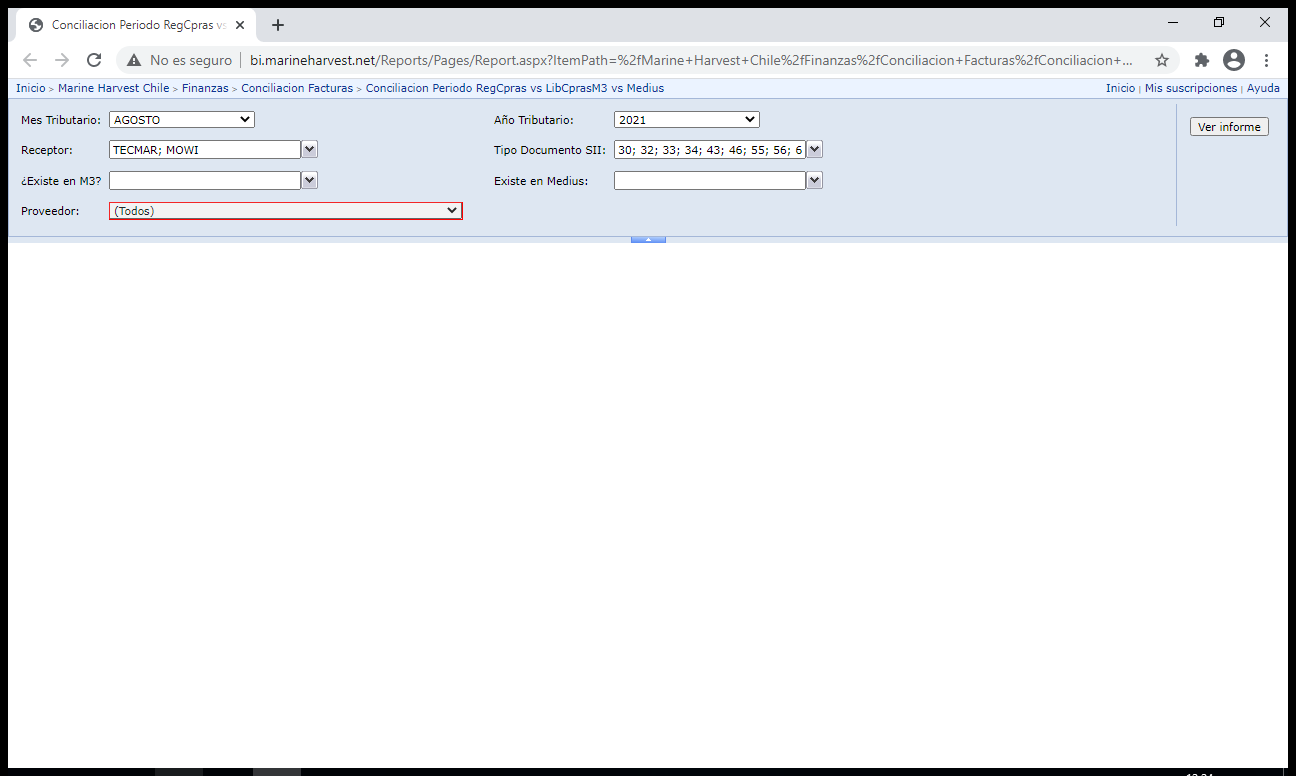 Conciliacion Periodo RegCpras vs
No es seguro | bi.marineharvest.net/Reports/Pages/Report.aspx?ItemPath=%2fMarine+Harvest+Chile%2fFinanzas%2fConciliacion+Facturas%2fConciliacion+...
Inicio > Marine Harvest Chile > Finanzas > Conciliacion Facturas > Conciliacion Periodo RegCpras vs LibCprasM3 vs Medius Inicio | Mis suscripciones | Ayuda
Mes Tributario: AGOSTO Año Tributario: 2021
Ver informe
Receptor: TECMAR; MOWI Tipo Documento SII: 30; 32; 33; 34; 43; 46; 55; 56; 6
¿Existe en M3? Existe en Medius:
Proveedor: (Todos)